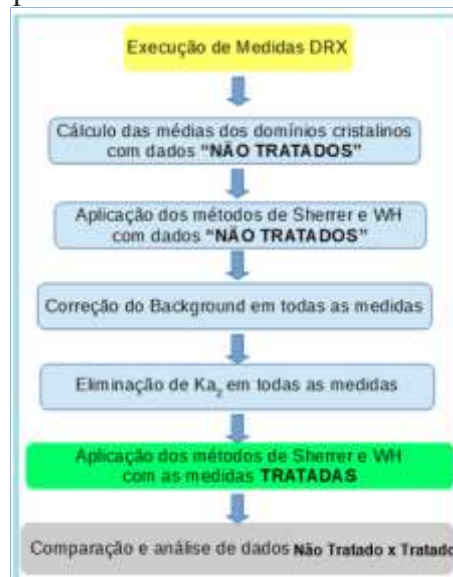 Execução de Medidas DRX
Cálculo das médias dos domínios cristalinos
com dados “NÃO TRATADOS”
Aplicação dos métodos de Sherrer e WH
com dados “NÃO TRATADOS”
Correção do Background em todas as medidas
Eliminação de Ka₂ em todas as medidas
Aplicação dos métodos de Sherrer e WH
com as medidas TRATADAS
Comparação e análise de dados Não Tratado x Tratado